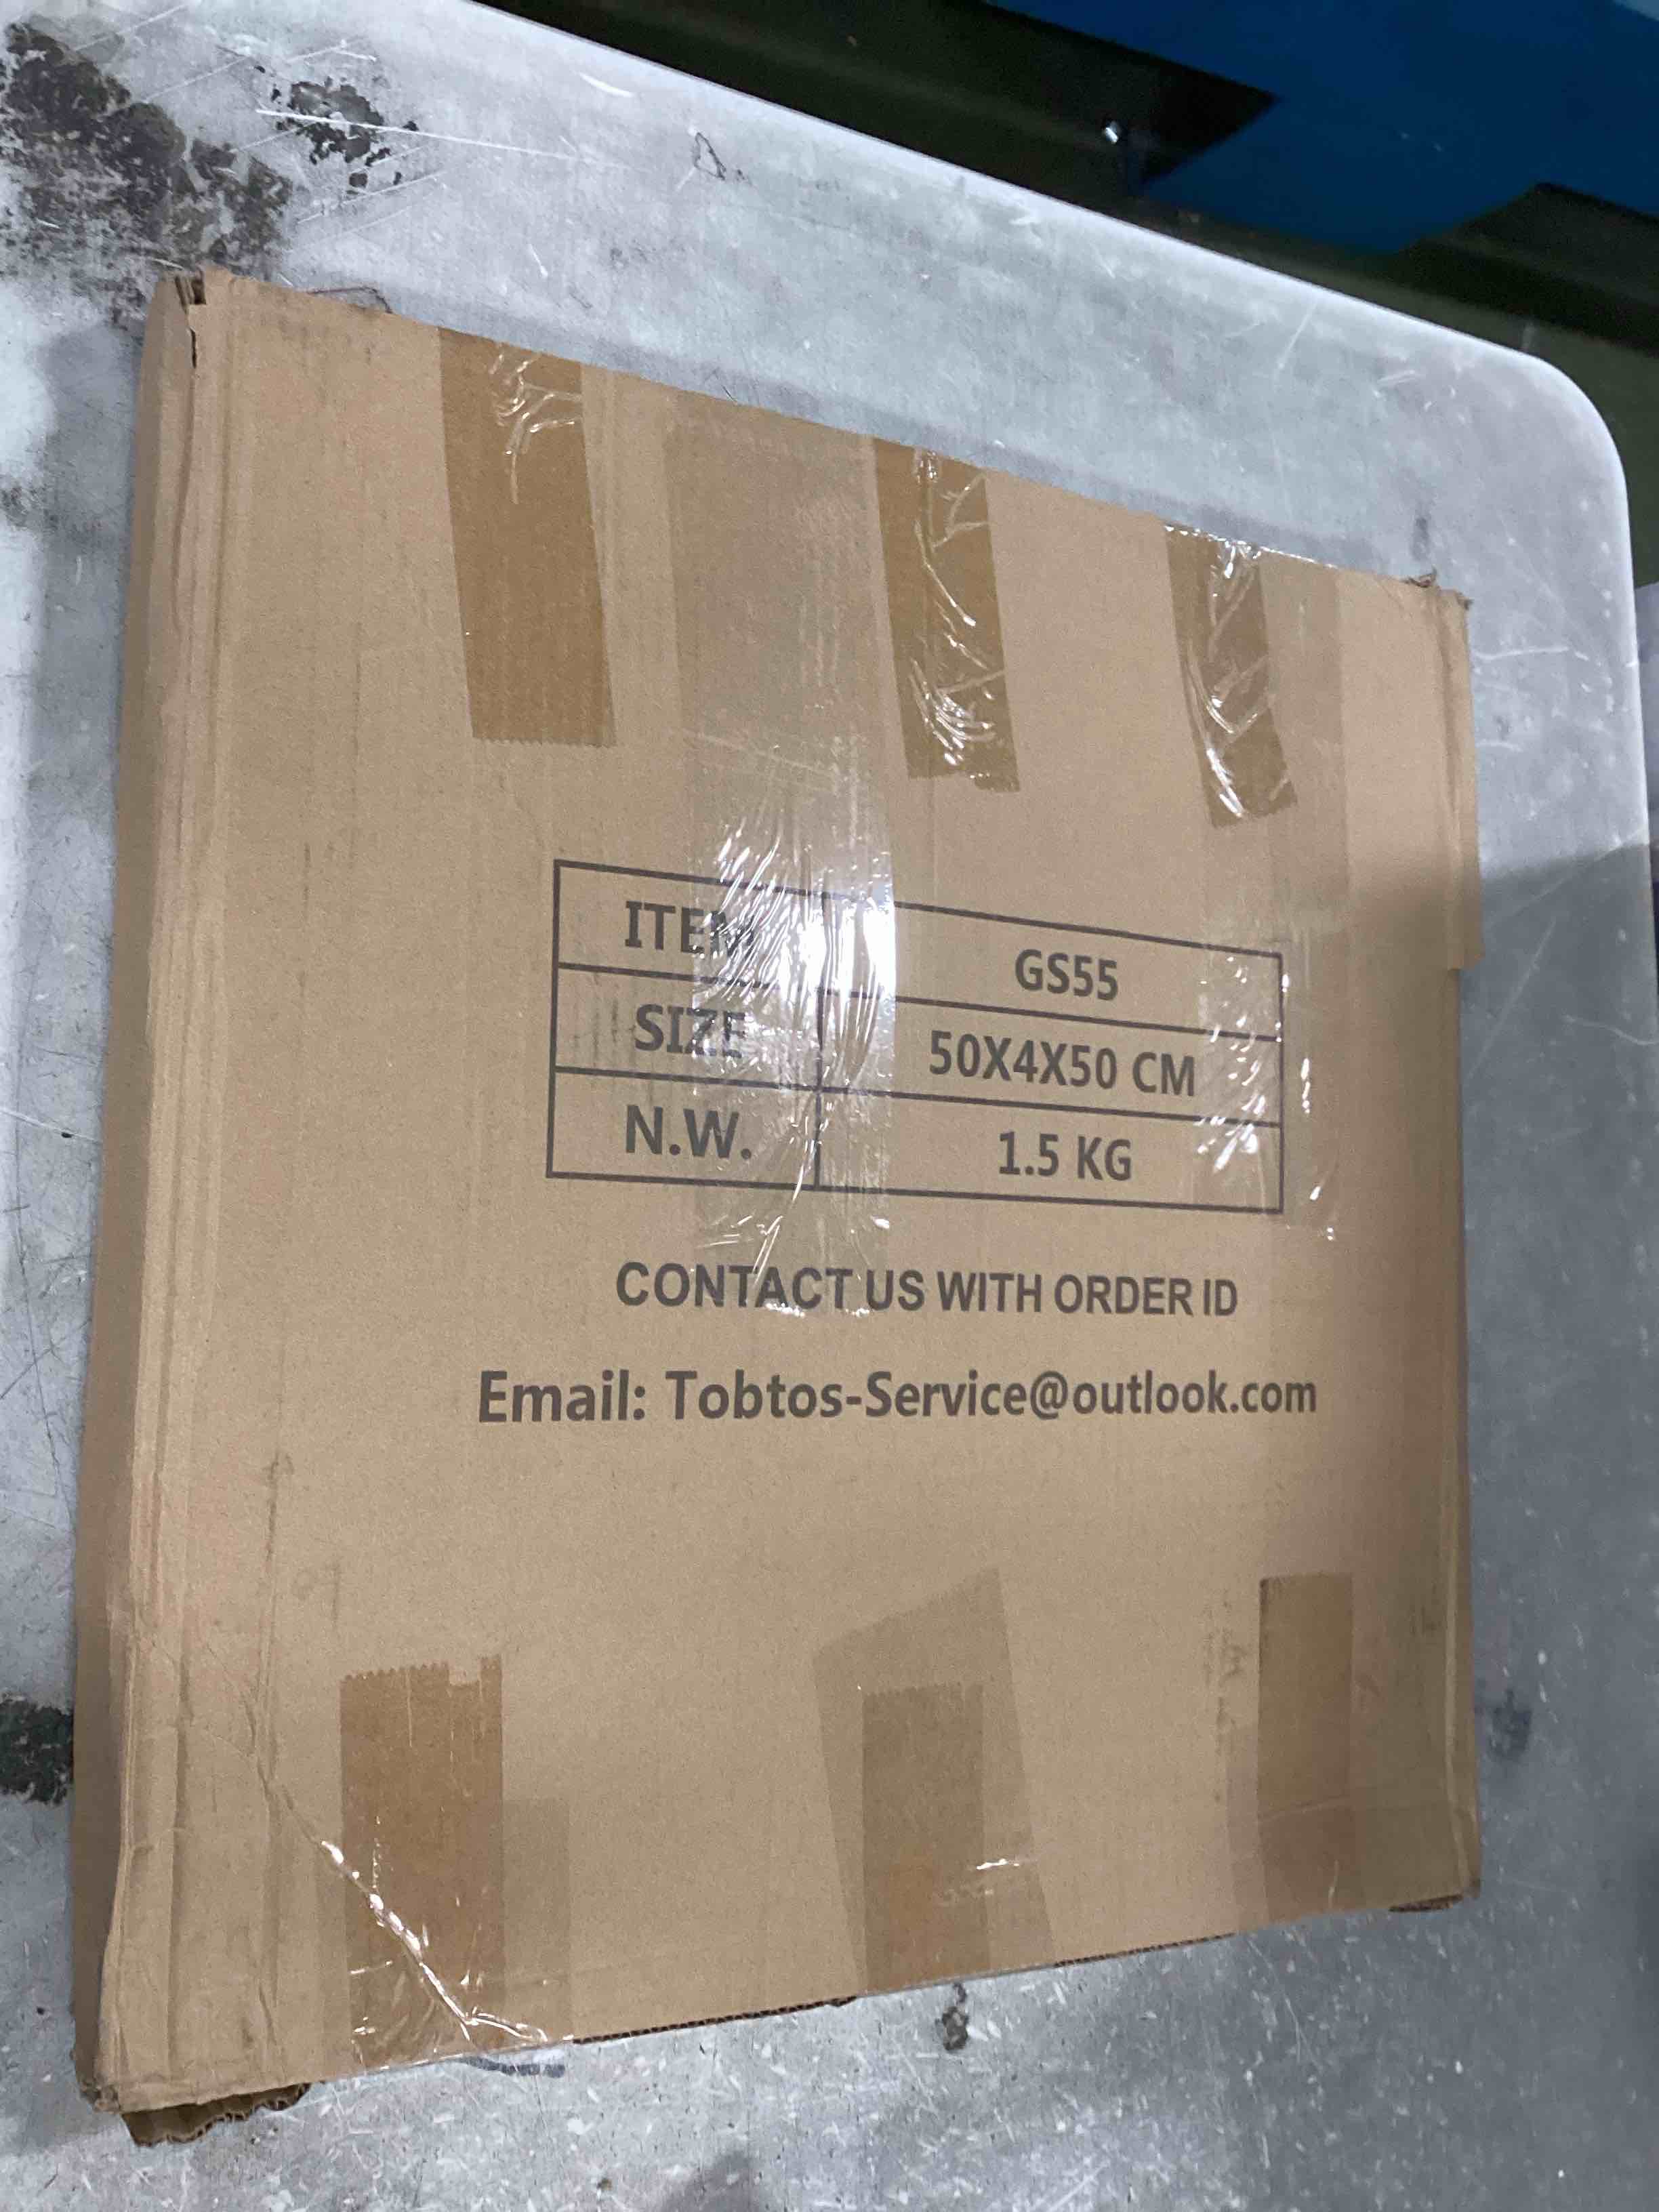 ITEM GS55
SIZE 50X4X50 CM
N.W. 1.5 KG
CONTACT US WITH ORDER ID
Email: Tobtos-Service@outlook.com